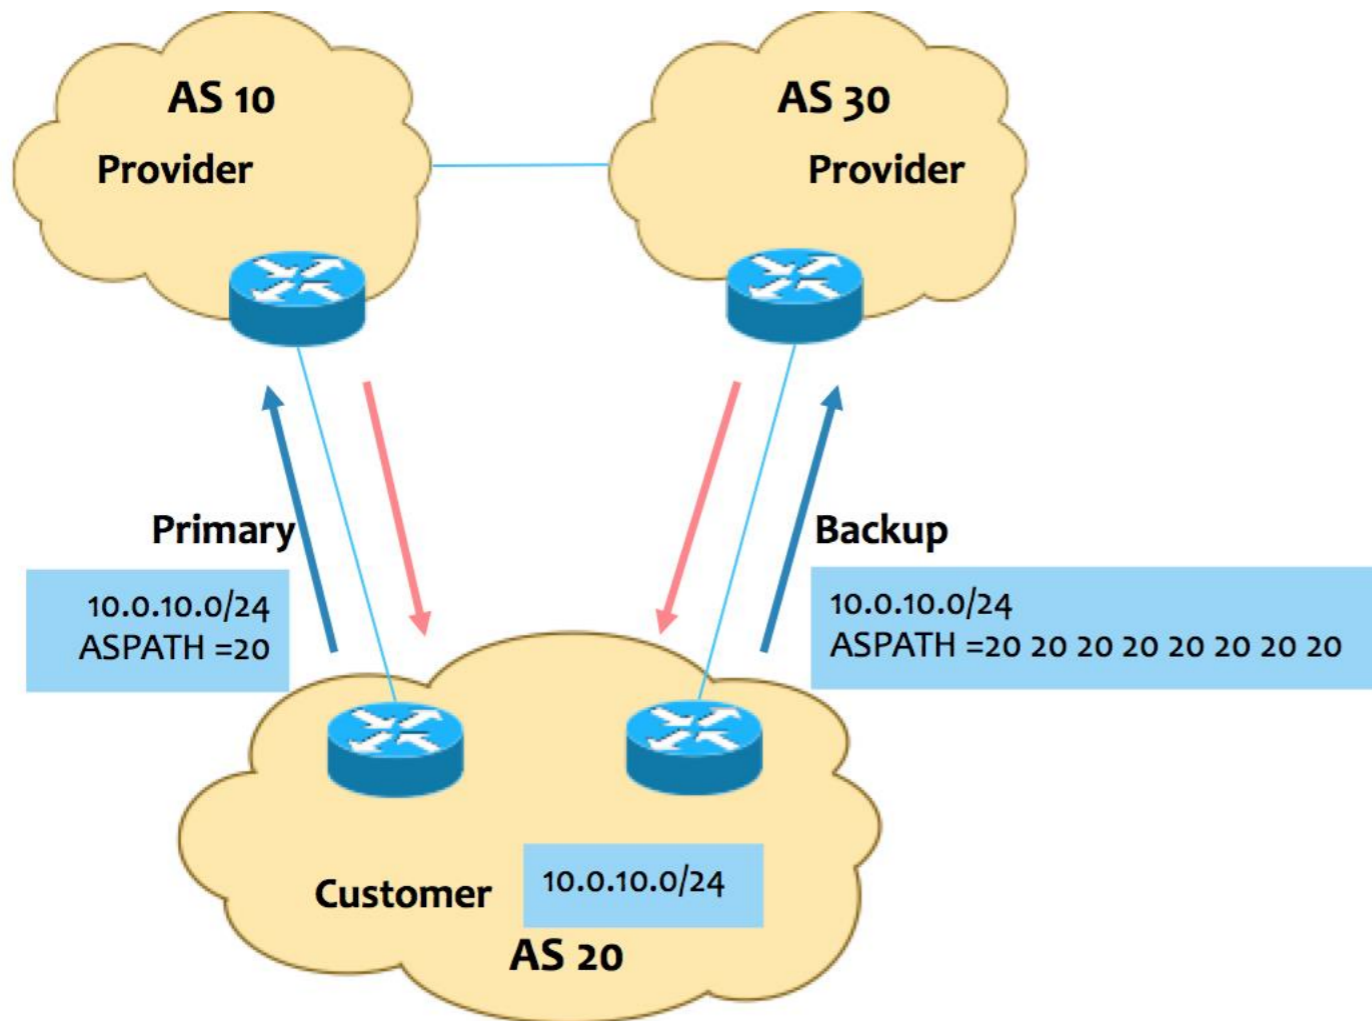 AS 10
Provider
AS 30
Provider
Primary
10.0.10.0/24
ASPATH =20
Backup
10.0.10.0/24
ASPATH =20 20 20 20 20 20 20 20
Customer
10.0.10.0/24
AS 20